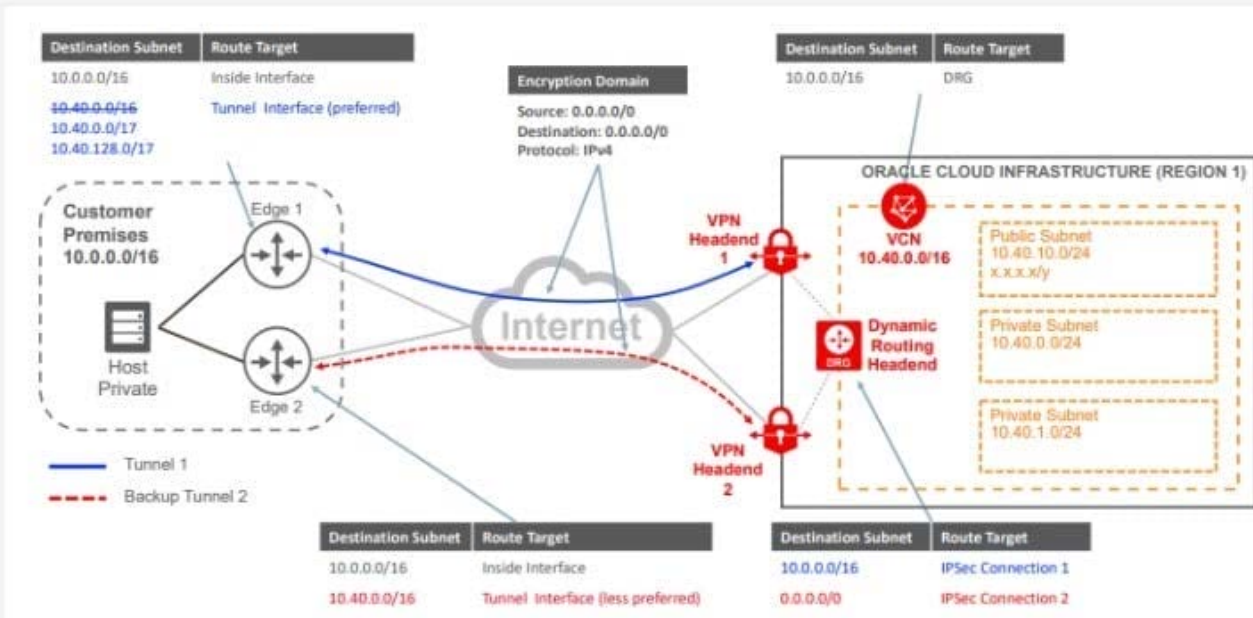 Destination Subnet Route Target
10.0.0.0/16 Inside Interface
10.40.0.0/16 Tunnel Interface (preferred)
10.40.0.0/17
10.40.128.0/17
Encryption Domain
Source: 0.0.0.0/0
Destination: 0.0.0.0/0
Protocol: IPv4
Destination Subnet Route Target
10.0.0.0/16 DRG
ORACLE CLOUD INFRASTRUCTURE (REGION 1)
Customer
Premises
10.0.0.0/16
Edge 1
Host
Private
Edge 2
Internet
VPN
Headend
1
VCN
10.40.0.0/16
Public Subnet
10.40.10.0/24
x.x.x.x/y
Dynamic
Routing
Headend
DRG
Private Subnet
10.40.0.0/24
Private Subnet
10.40.1.0/24
VPN
Headend
2
Tunnel 1
Backup Tunnel 2
Destination Subnet Route Target
10.0.0.0/16 Inside Interface
10.40.0.0/16 Tunnel Interface (less preferred)
Destination Subnet Route Target
10.0.0.0/16 IPSec Connection 1
0.0.0.0/0 IPSec Connection 2